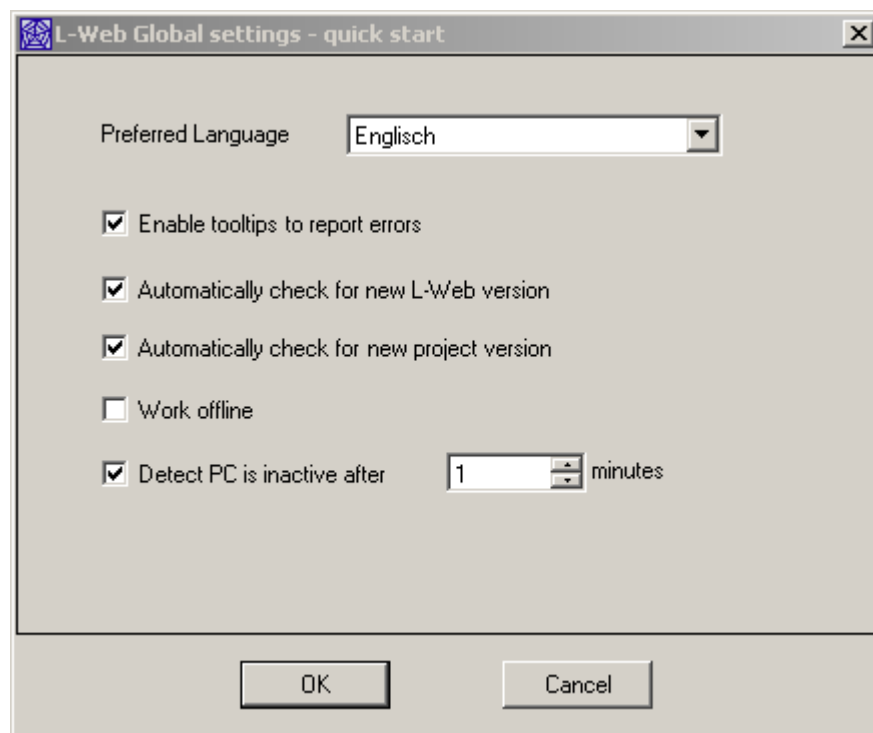 L-Web Global settings - quick start
Preferred Language Englisch
Enable tooltips to report errors
Automatically check for new L-Web version
Automatically check for new project version
Work offline
Detect PC is inactive after 1 minutes
OK Cancel